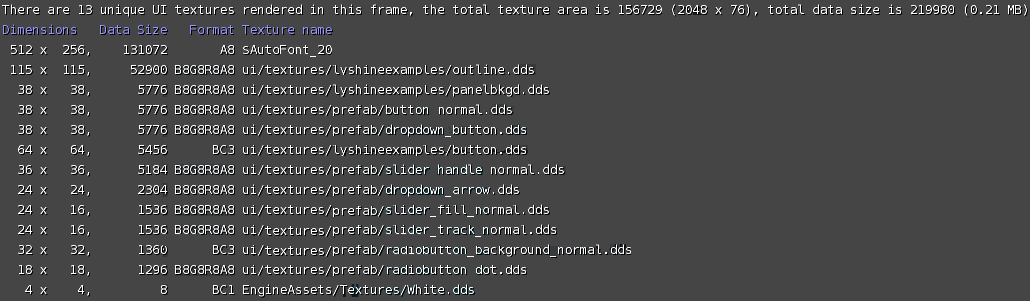 There are 13 unique UI textures rendered in this frame, the total texture area is 156729 (2048 x 76), total data size is 219980 (0.21 MB)
Dimensions Data Size Format Texture name
512 x 256, 131072 A8 $AutoFont_20
115 x 115, 52900 B8G8R8A8 ui/textures/lyshineexamples/outline.dds
38 x 38, 5776 B8G8R8A8 ui/textures/lyshineexamples/panelbkgd.dds
38 x 38, 5776 B8G8R8A8 ui/textures/prefab/button normal.dds
38 x 38, 5776 B8G8R8A8 ui/textures/prefab/dropdown_button.dds
64 x 64, 5456 BC3 ui/textures/lyshineexamples/button.dds
36 x 36, 5184 B8G8R8A8 ui/textures/prefab/slider handle normal.dds
24 x 24, 2304 B8G8R8A8 ui/textures/prefab/dropdown_arrow.dds
24 x 16, 1536 B8G8R8A8 ui/textures/prefab/slider_fill_normal.dds
24 x 16, 1536 B8G8R8A8 ui/textures/prefab/slider_track_normal.dds
32 x 32, 1360 BC3 ui/textures/prefab/radiobutton_background_normal.dds
18 x 18, 1296 B8G8R8A8 ui/textures/prefab/radiobutton dot.dds
4 x 4, 8 BC1 EngineAssets/Textures/White.dds